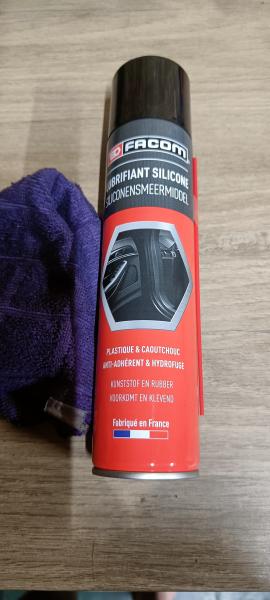 FACOM
LUBRIFIANT SILICONE
SILICONENSMEERMIDDEL
PLASTIQUE & CAOUTCHOUC
ANTI-ADHÉRENT & HYDROFUGE
KUNSTSTOF EN RUBBER
VOORKOMT EN KLEVEND
Fabriqué en France